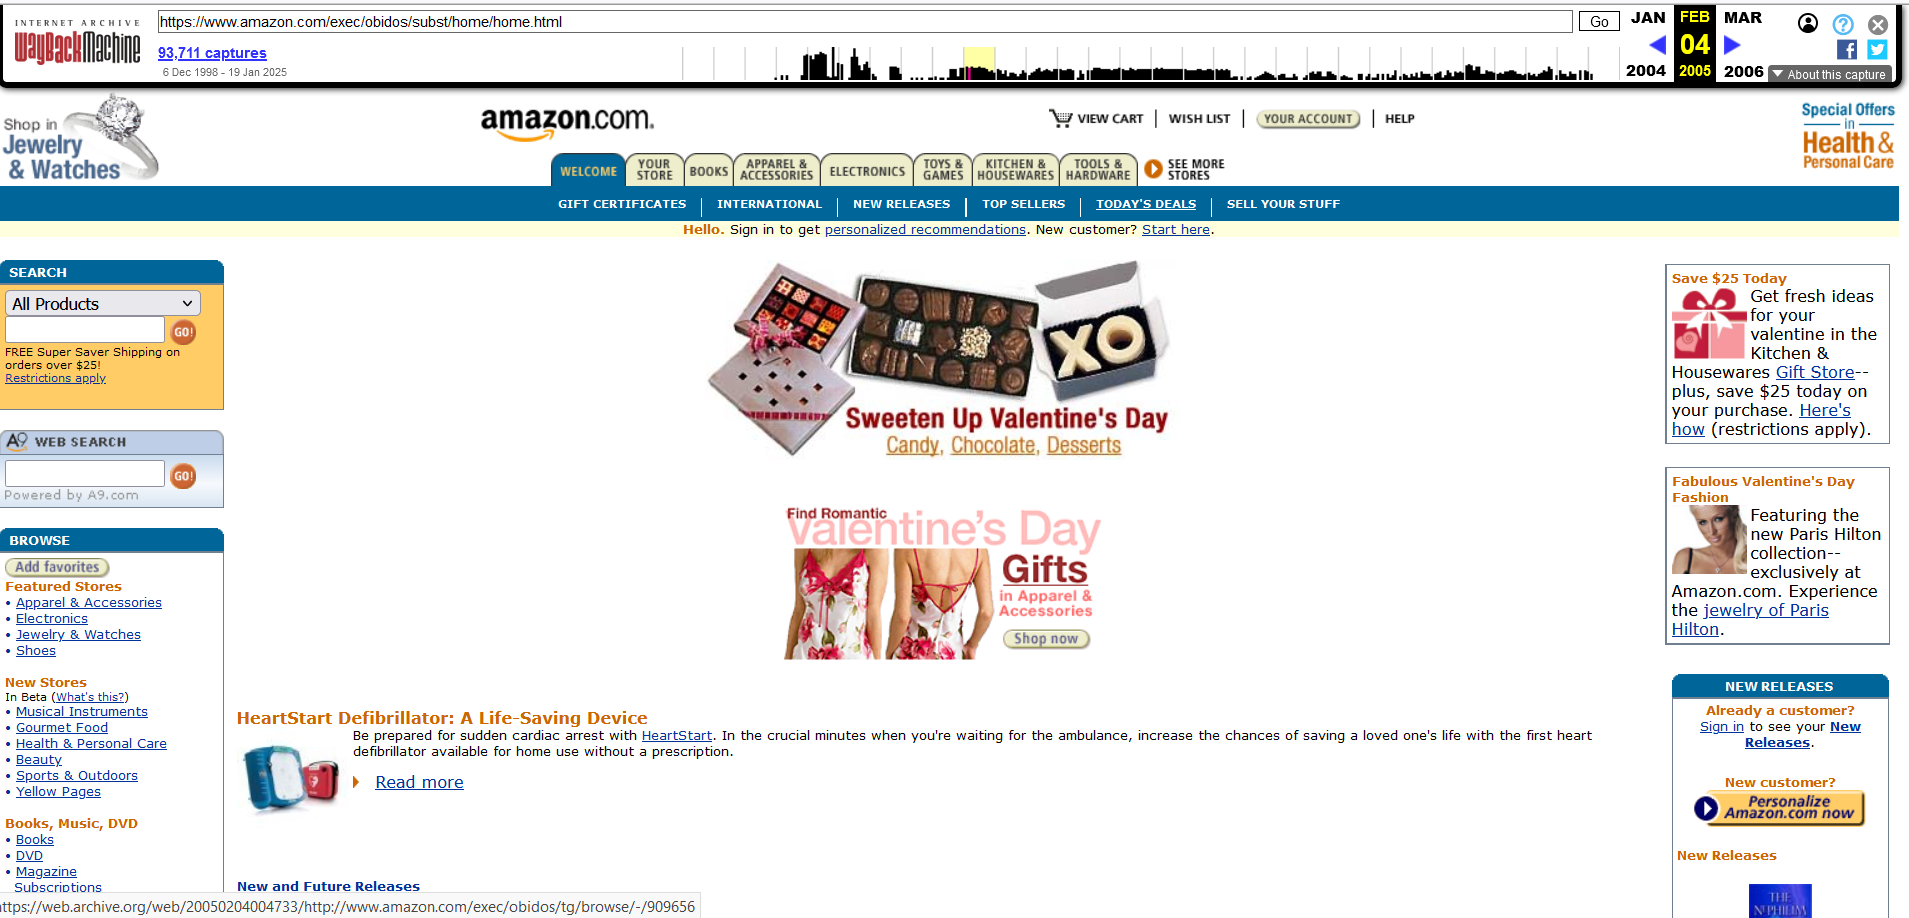 INTERNET ARCHIVE
WayBackMachine
https://www.amazon.com/exec/obidos/subst/home/home.html
Go
JAN
FEB
MAR
93,711 captures
04
6 Dec 1998 - 19 Jan 2025
2004
2005
2006
About this capture
Shop in
Jewelry
& Watches
amazon.com.
VIEW CART
WISH LIST
YOUR ACCOUNT
HELP
Special Offers
in
Health &
Personal Care
WELCOME
YOUR
STORE
BOOKS
APPAREL &
ACCESSORIES
ELECTRONICS
TOYS &
GAMES
KITCHEN &
HOUSEWARES
TOOLS &
HARDWARE
SEE MORE
STORES
GIFT CERTIFICATES
INTERNATIONAL
NEW RELEASES
TOP SELLERS
TODAY'S DEALS
SELL YOUR STUFF
Hello. Sign in to get personalized recommendations. New customer? Start here.
SEARCH
All Products
GO!
FREE Super Saver Shipping on
orders over $25!
Restrictions apply
A9 WEB SEARCH
GO!
Powered by A9.com
BROWSE
Add favorites
Featured Stores
• Apparel & Accessories
• Electronics
• Jewelry & Watches
• Shoes
New Stores
In Beta (What's this?)
• Musical Instruments
• Gourmet Food
• Health & Personal Care
• Beauty
• Sports & Outdoors
• Yellow Pages
Books, Music, DVD
• Books
• DVD
• Magazine
Subscriptions
XO
Sweeten Up Valentine's Day
Candy, Chocolate, Desserts
Find Romantic
Valentine's Day
Gifts
in Apparel &
Accessories
Shop now
HeartStart Defibrillator: A Life-Saving Device
Be prepared for sudden cardiac arrest with HeartStart. In the crucial minutes when you're waiting for the ambulance, increase the chances of saving a loved one's life with the first heart
defibrillator available for home use without a prescription.
Read more
New and Future Releases
Save $25 Today
Get fresh ideas
for your
valentine in the
Kitchen &
Housewares Gift Store--
plus, save $25 today on
your purchase. Here's
how (restrictions apply).
Fabulous Valentine's Day
Fashion
Featuring the
new Paris Hilton
collection--
exclusively at
Amazon.com. Experience
the jewelry of Paris
Hilton.
NEW RELEASES
Already a customer?
Sign in to see your New
Releases.
New customer?
Personalize
Amazon.com now
New Releases
THE
NEPHILIM
https://web.archive.org/web/20050204004733/http://www.amazon.com/exec/obidos/tg/browse/-/909656